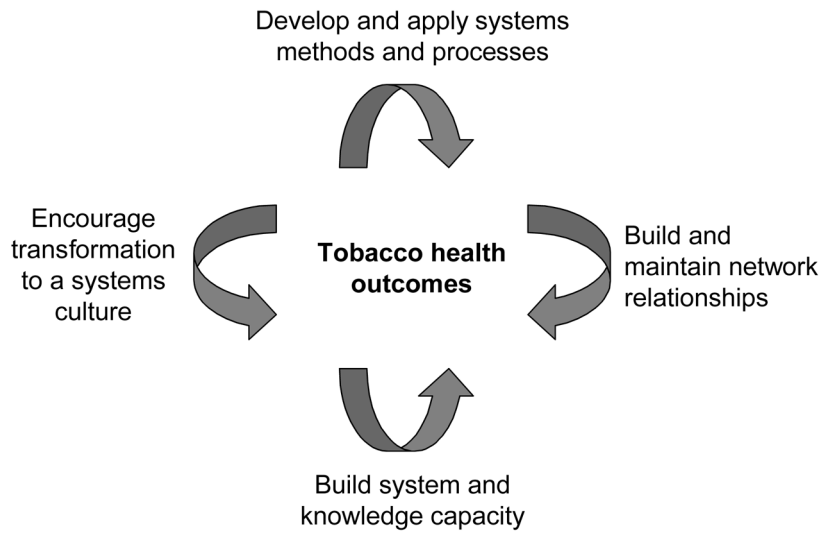 Develop and apply systems
methods and processes
Encourage
transformation
to a systems
culture
Tobacco health
outcomes
Build and
maintain network
relationships
Build system and
knowledge capacity